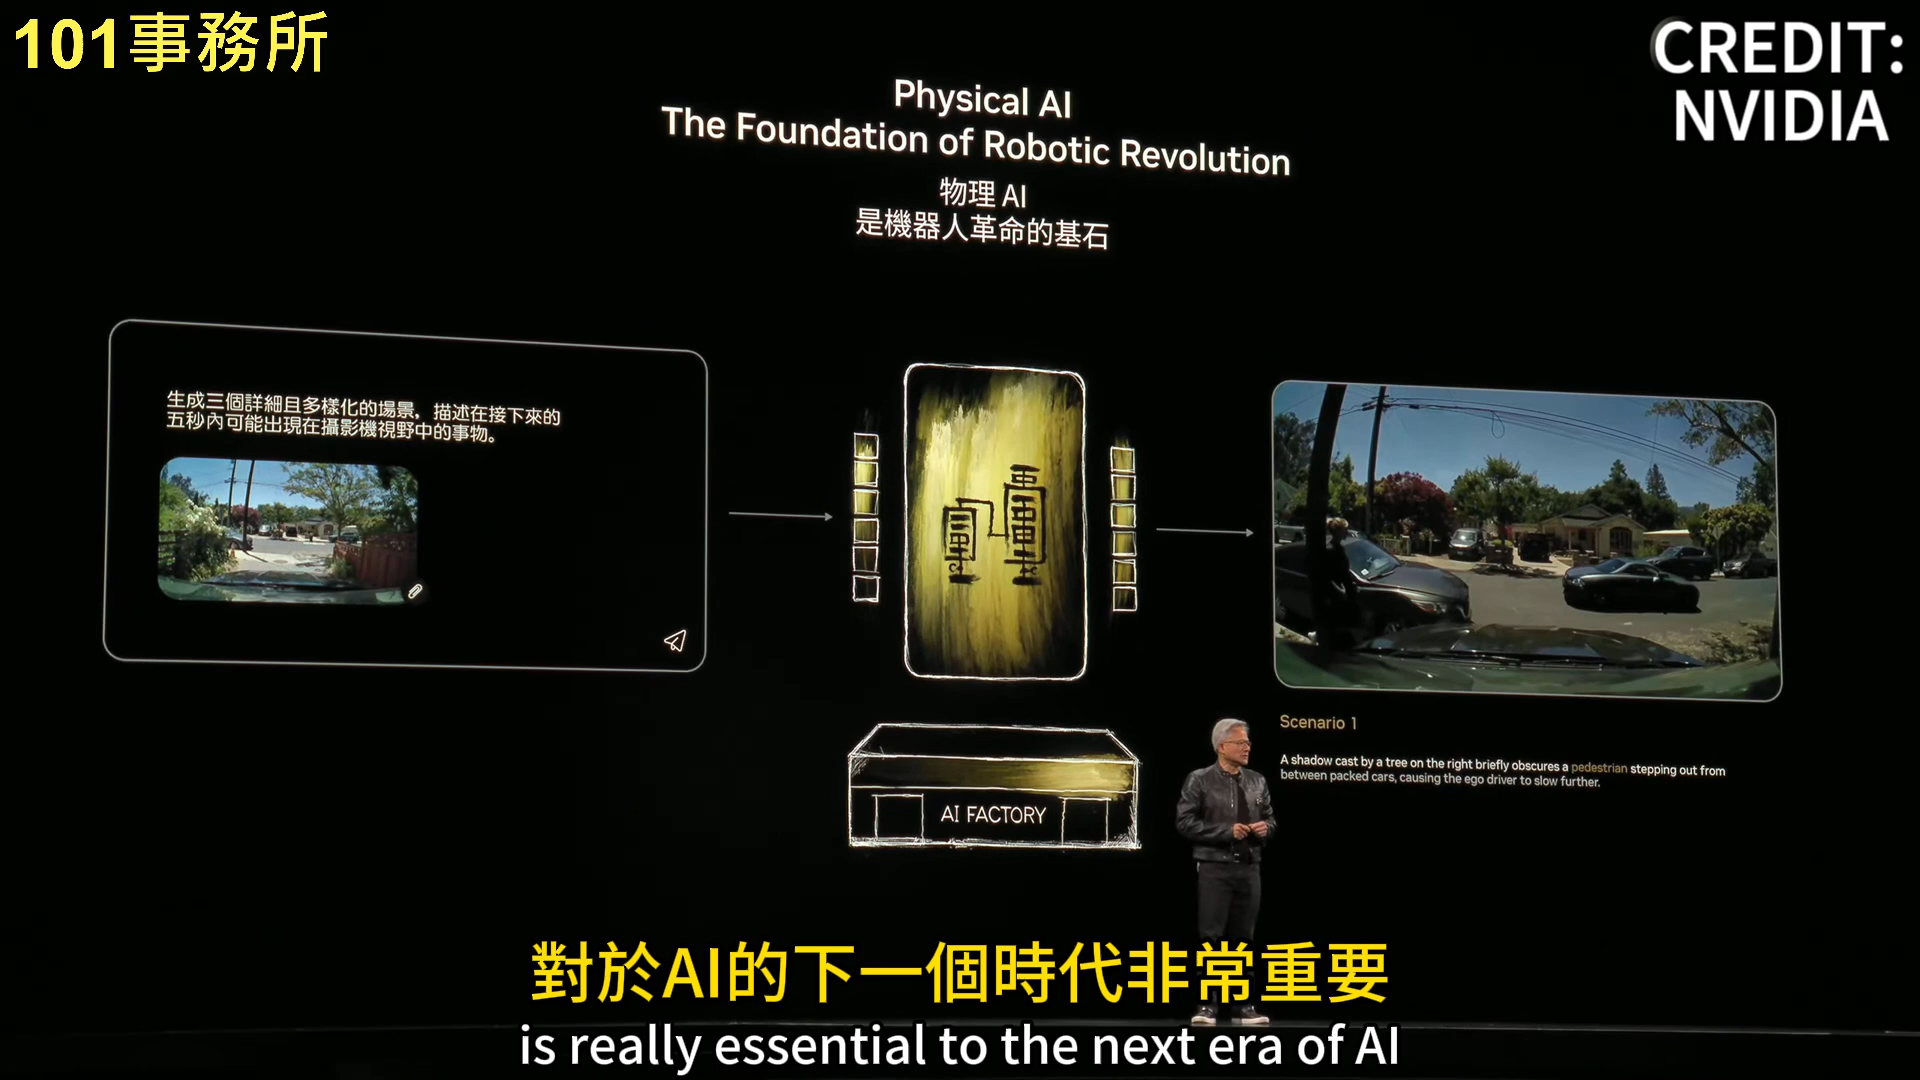 101事務所
CREDIT:
NVIDIA
Physical AI
The Foundation of Robotic Revolution
物理 AI
是機器人革命的基石
生成三個詳細且多樣化的場景，描述在接下來的
五秒內可能出現在攝影機視野中的事物。
AI FACTORY
Scenario 1
A shadow cast by a tree on the right briefly obscures a pedestrian stepping out from
between packed cars, causing the ego driver to slow further.
對於AI的下一個時代非常重要
is really essential to the next era of AI